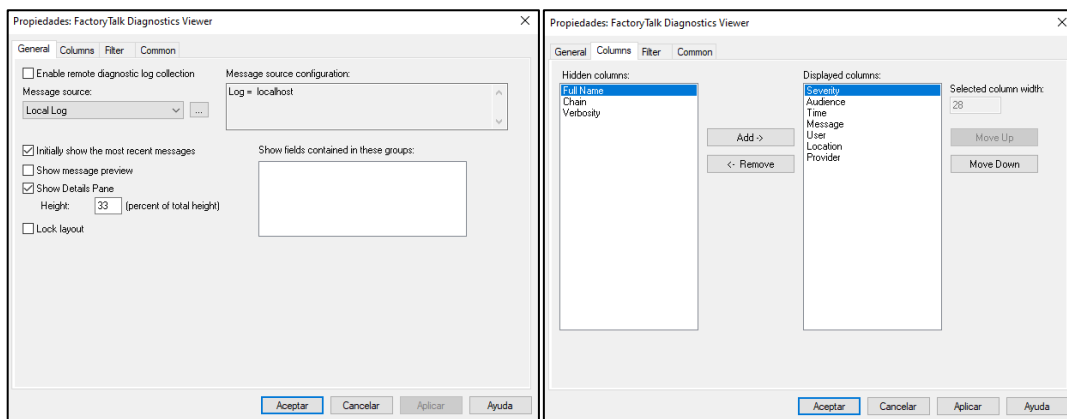 Propiedades: FactoryTalk Diagnostics Viewer
General Columns Filter Common
Enable remote diagnostic log collection
Message source:
Local Log
...
Message source configuration:
Log = localhost
Initially show the most recent messages
Show message preview
Show Details Pane
Height: 33 (percent of total height)
Lock layout
Show fields contained in these groups:
Aceptar Cancelar Aplicar Ayuda
Propiedades: FactoryTalk Diagnostics Viewer
General Columns Filter Common
Hidden columns:
Full Name
Chain
Verbosity
Add ->
<- Remove
Displayed columns:
Severity
Audience
Time
Message
User
Location
Provider
Selected column width:
28
Move Up
Move Down
Aceptar Cancelar Aplicar Ayuda